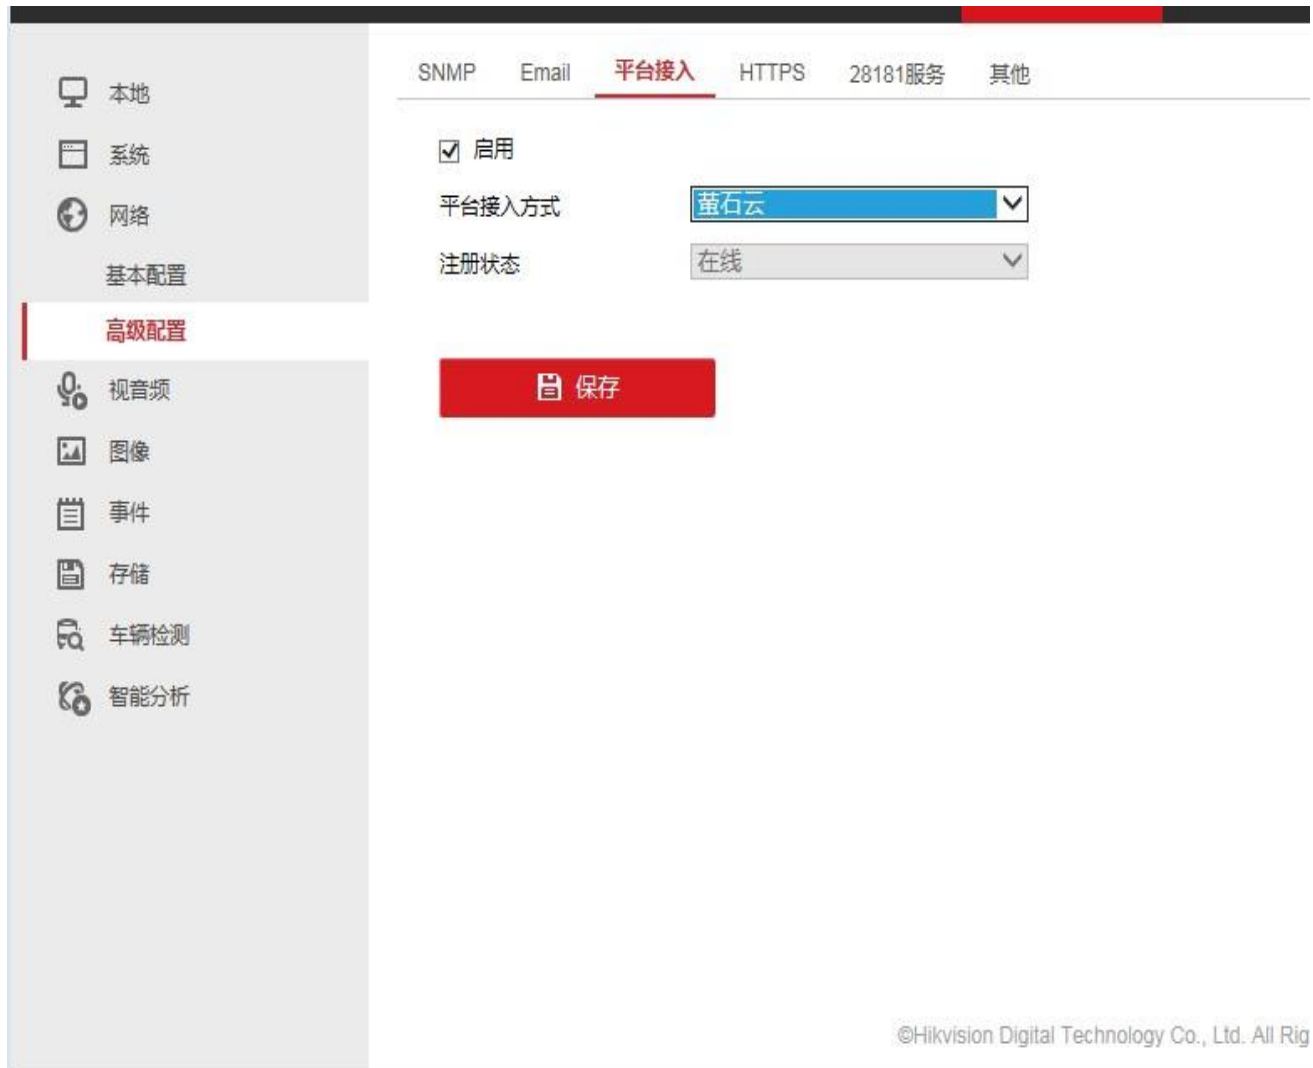 本地
系统
网络
基本配置
高级配置
视音频
图像
事件
存储
车辆检测
智能分析
SNMP Email 平台接入 HTTPS 28181服务 其他
启用
平台接入方式 萤石云
注册状态 在线
保存
©Hikvision Digital Technology Co., Ltd. All Rig